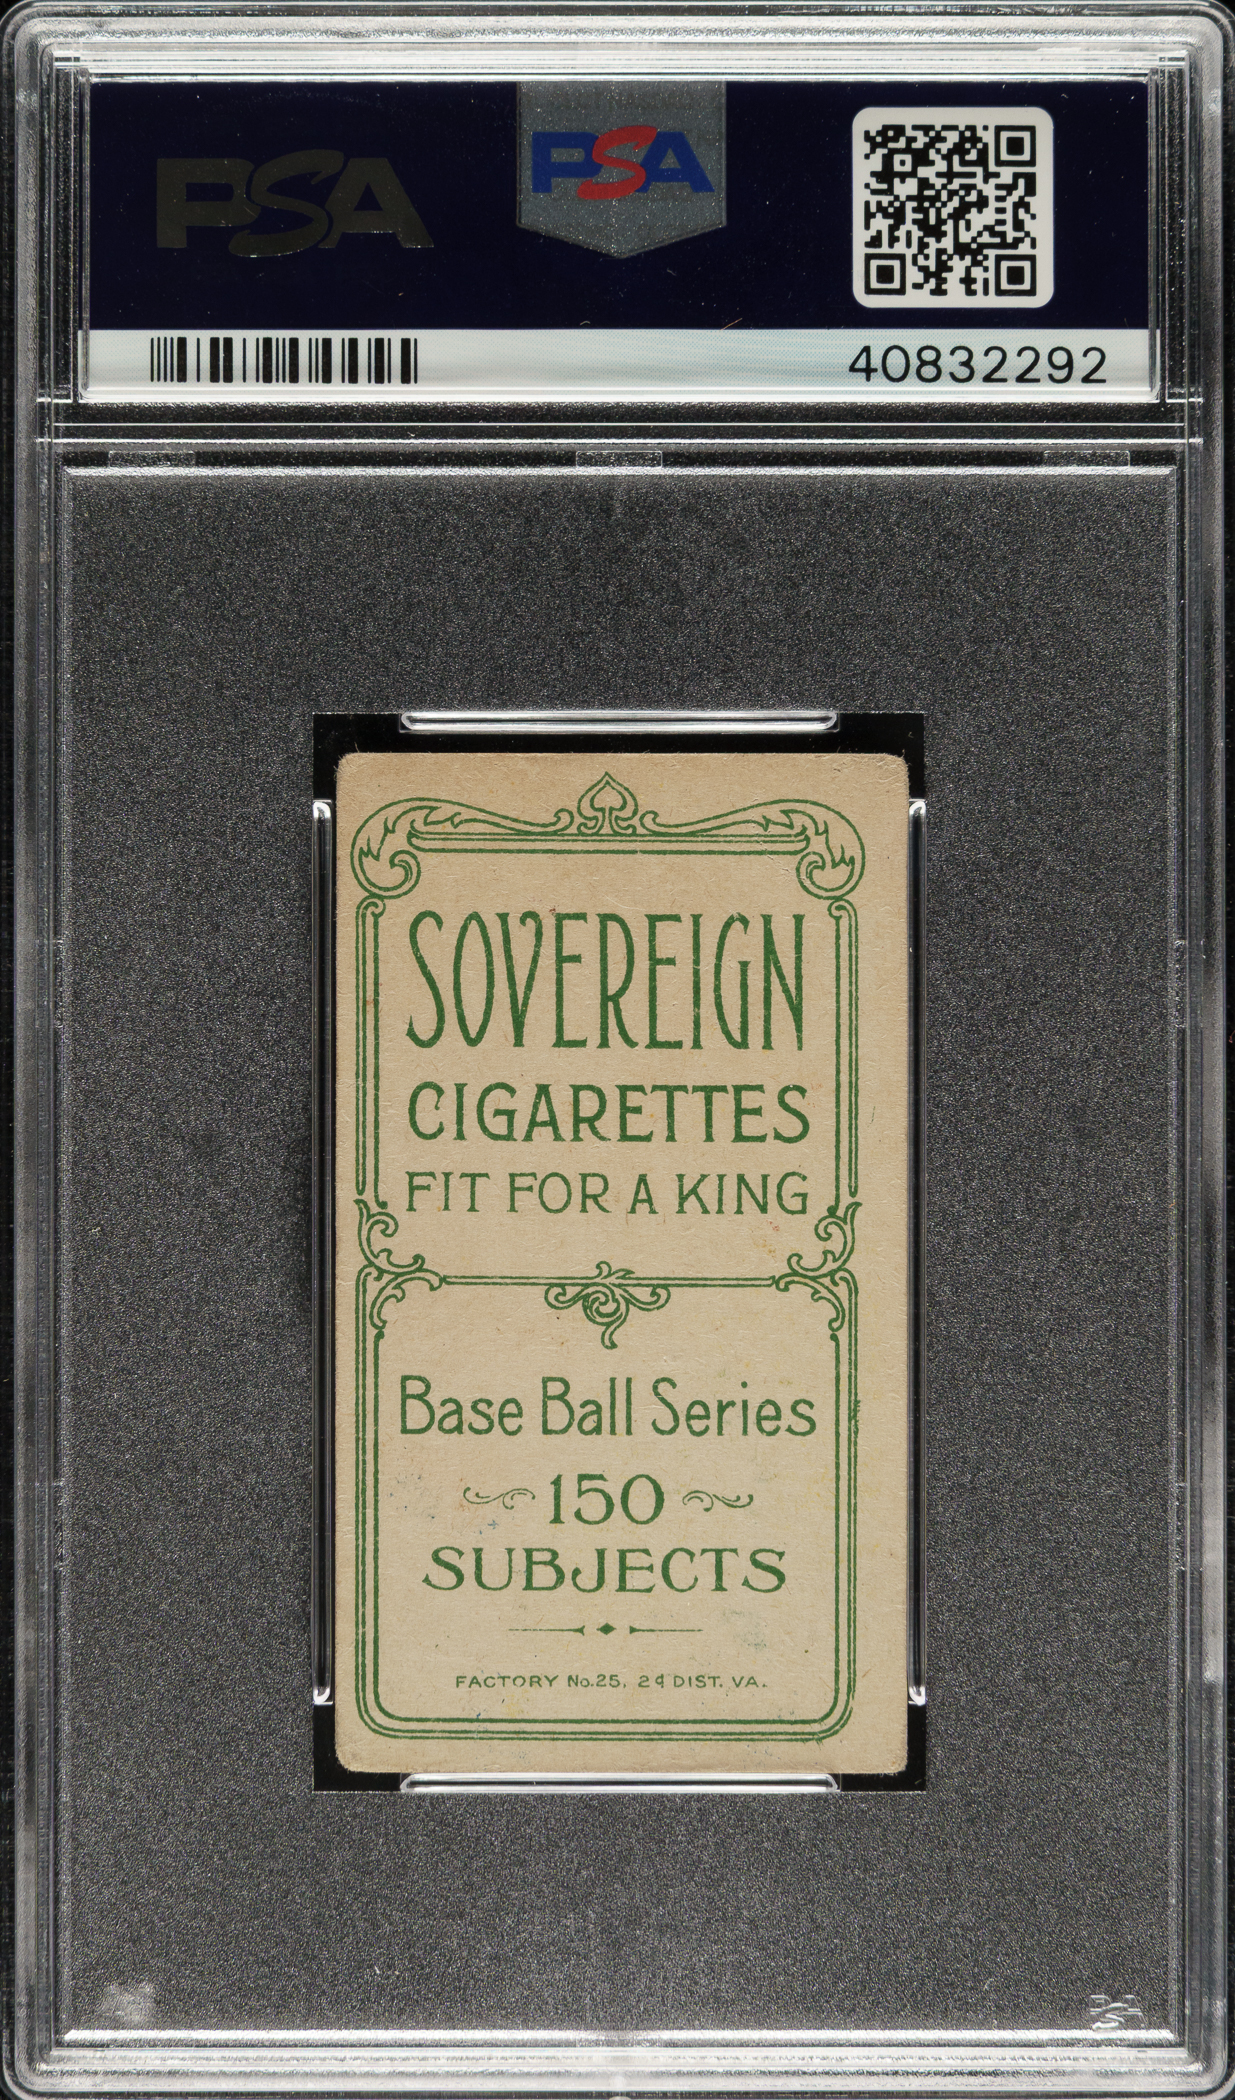 PSA
PSA
40832292
SOVEREIGN
CIGARETTES
FIT FOR A KING
Base Ball Series
150
SUBJECTS
FACTORY No. 25, 2d DIST. VA.
PSA